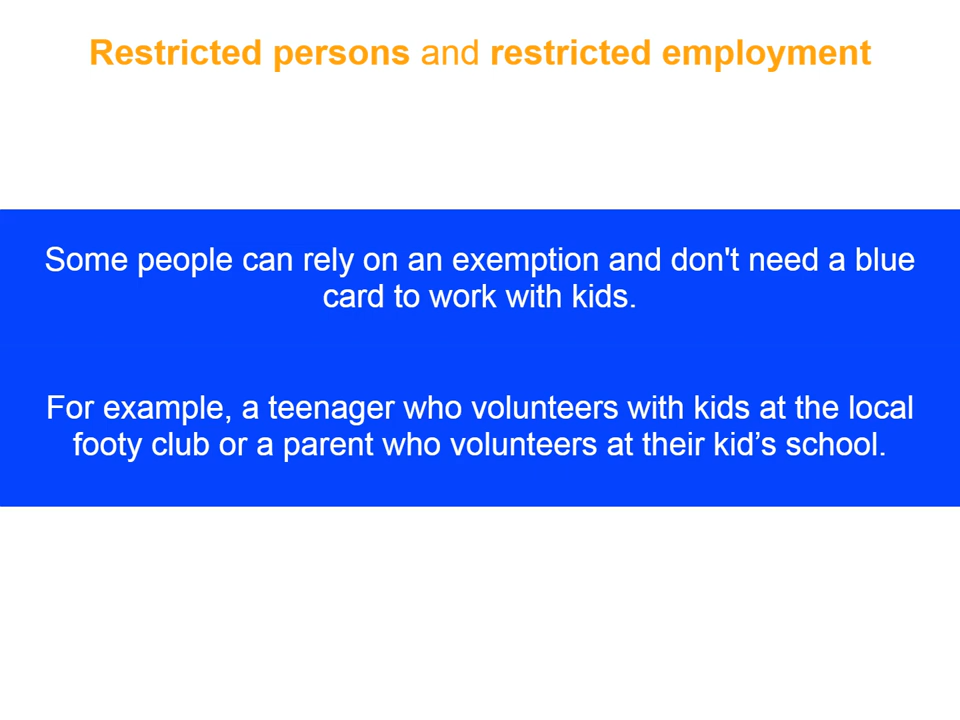 Restricted persons and restricted employment
Some people can rely on an exemption and don't need a blue
card to work with kids.
For example, a teenager who volunteers with kids at the local
footy club or a parent who volunteers at their kid’s school.